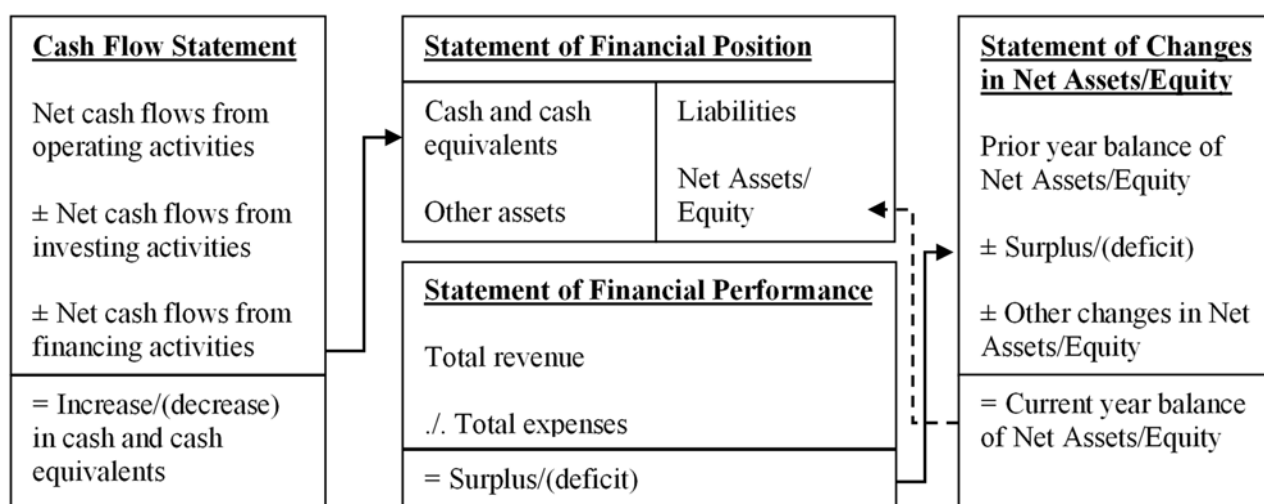 Cash Flow Statement
Net cash flows from
operating activities
± Net cash flows from
investing activities
± Net cash flows from
financing activities
= Increase/(decrease)
in cash and cash
equivalents
Statement of Financial Position
Cash and cash
equivalents
Other assets
Liabilities
Net Assets/
Equity
Statement of Financial Performance
Total revenue
./. Total expenses
= Surplus/(deficit)
Statement of Changes
in Net Assets/Equity
Prior year balance of
Net Assets/Equity
± Surplus/(deficit)
± Other changes in Net
Assets/Equity
= Current year balance
of Net Assets/Equity